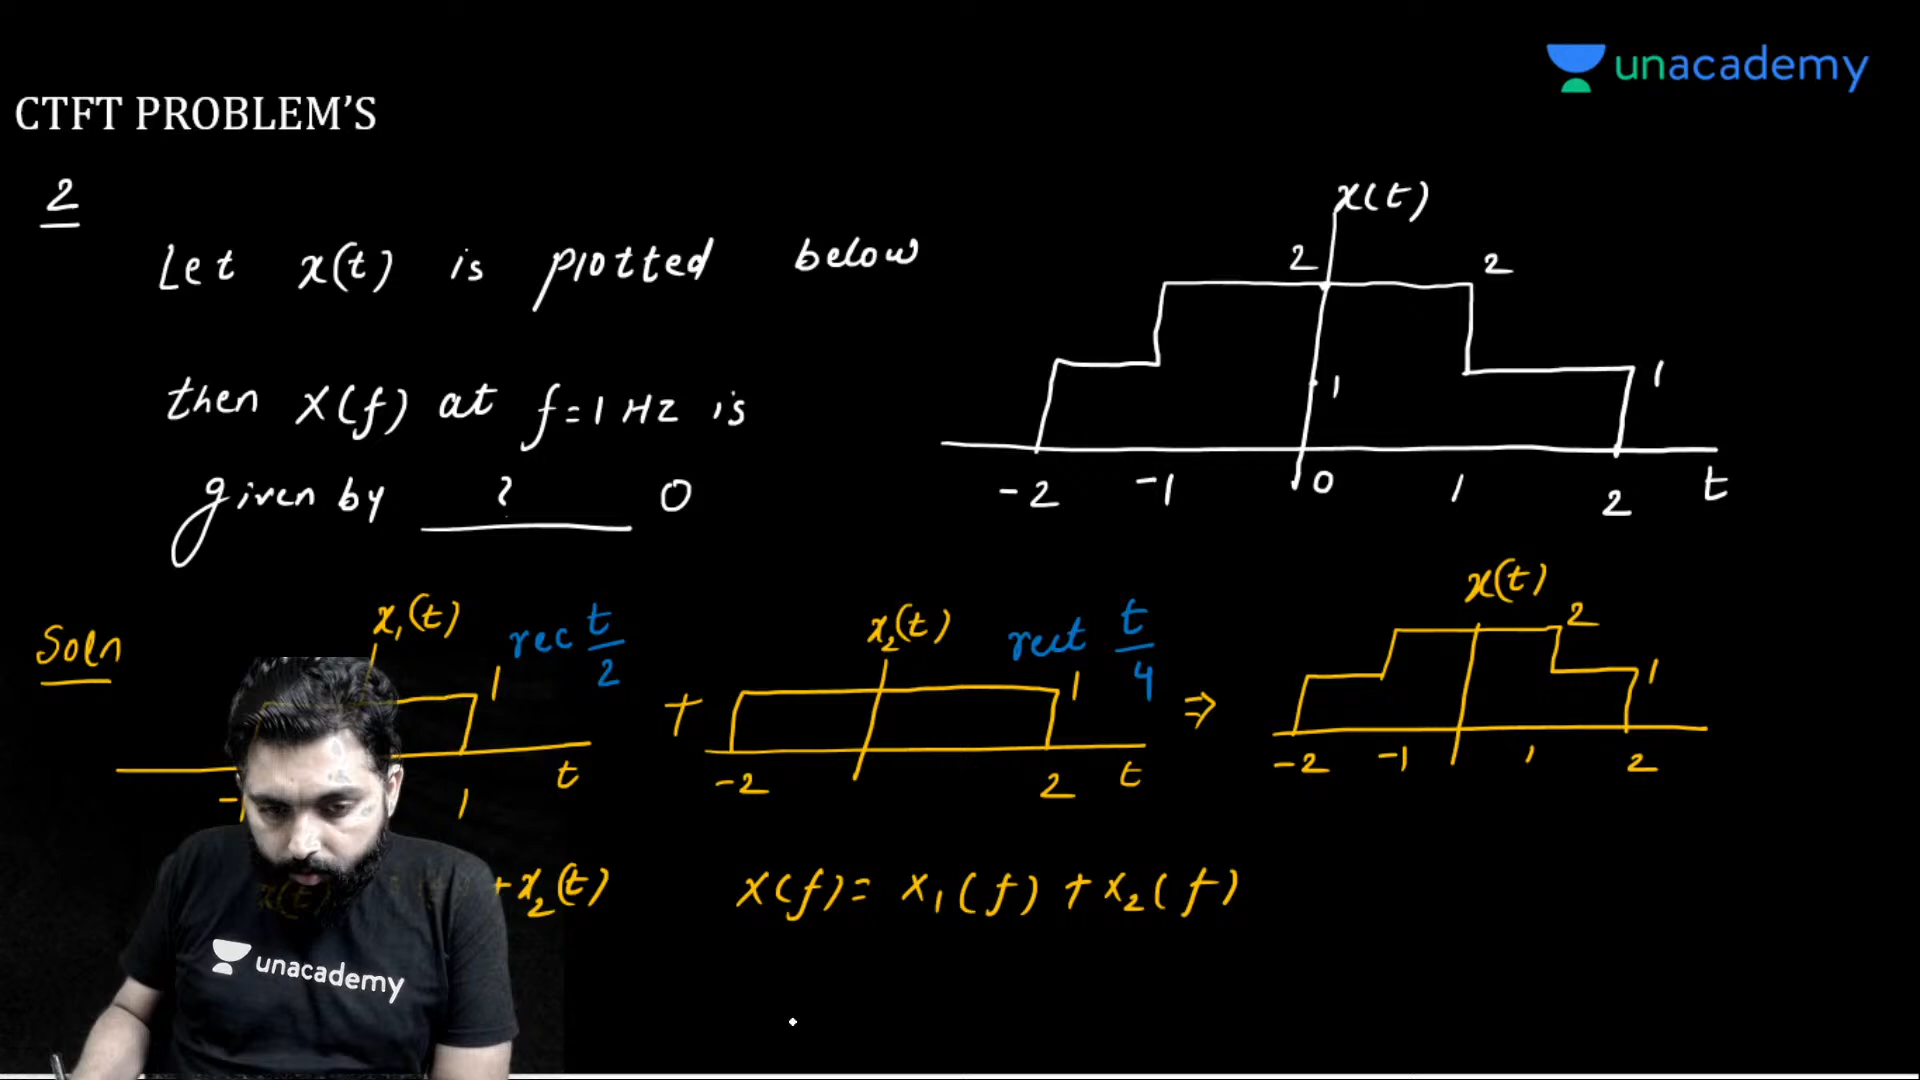 unacademy
CTFT PROBLEM'S
2
Let x(t) is plotted below
then X(f) at f=1 Hz is
given by ? 0
x(t)
2 2
1 1
-2 -1 0 1 2 t
Soln
x₁(t) rec t/2
1
1 t
+
x₂(t) rect t/4
1
-2 2 t
⇒
x(t)
2
1
-2 -1 1 2
+x₂(t) X(f)= X₁(f) + X₂(f)
unacademy